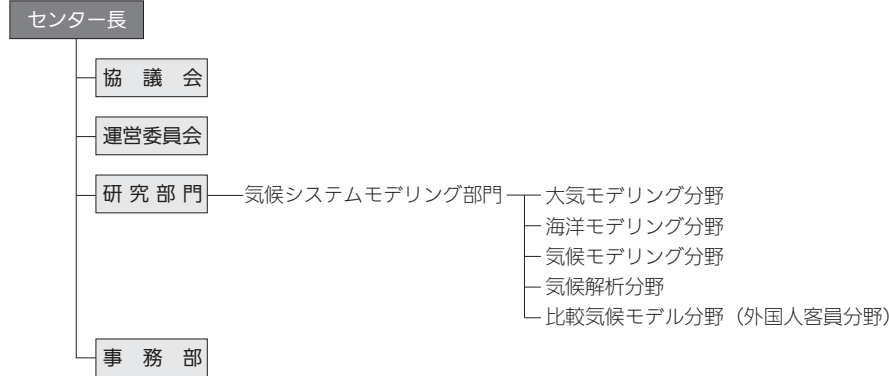 センター長
協議会
運営委員会
研究部門 気候システムモデリング部門 大気モデリング分野
海洋モデリング分野
気候モデリング分野
気候解析分野
比較気候モデル分野（外国人客員分野）
事務部